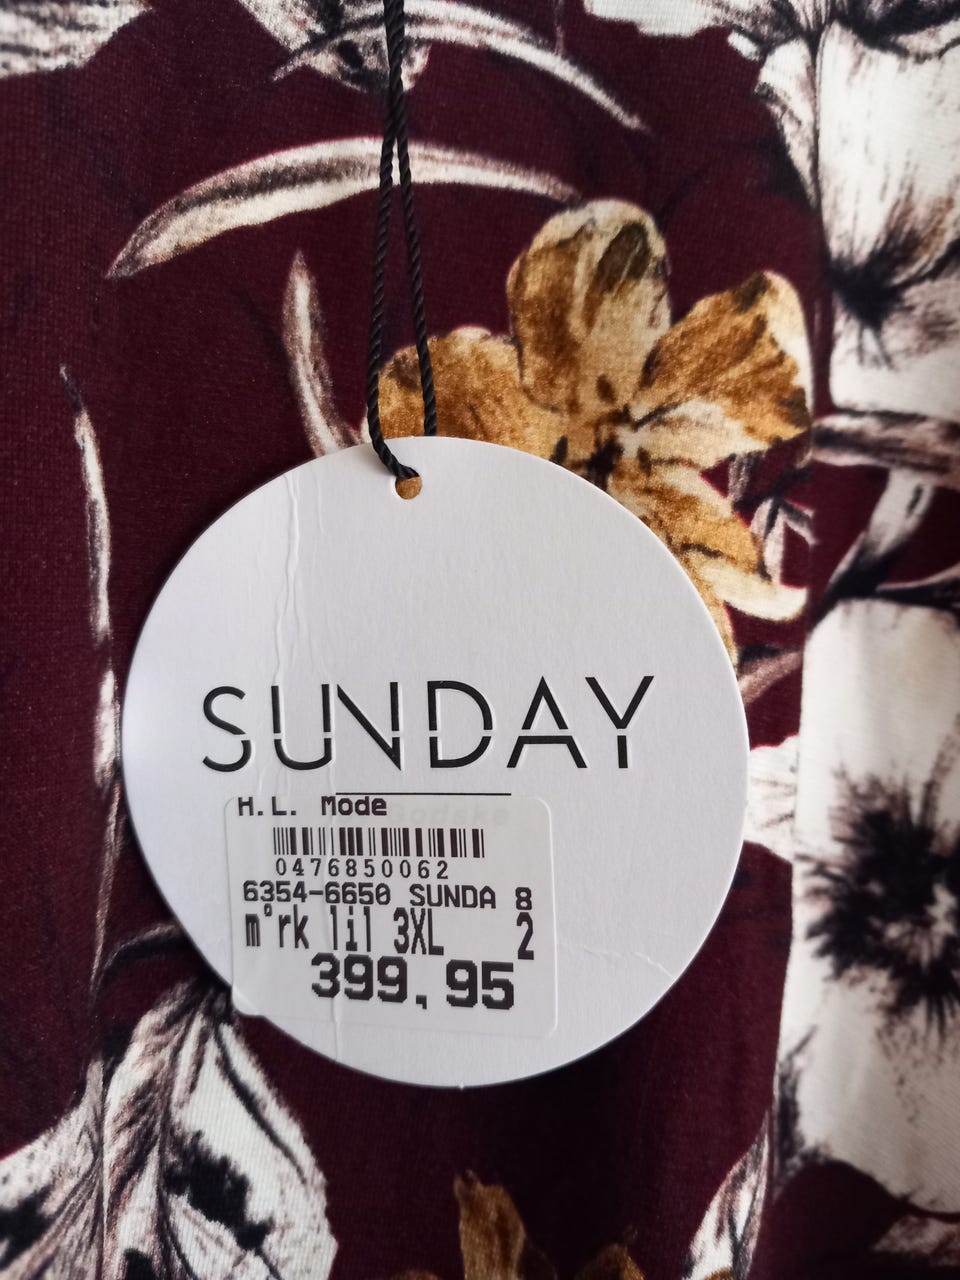 SUNDAY
H.L. Mode
0476850062
6354-6650 SUNDA 8
m°rk lil 3XL 2
399,95